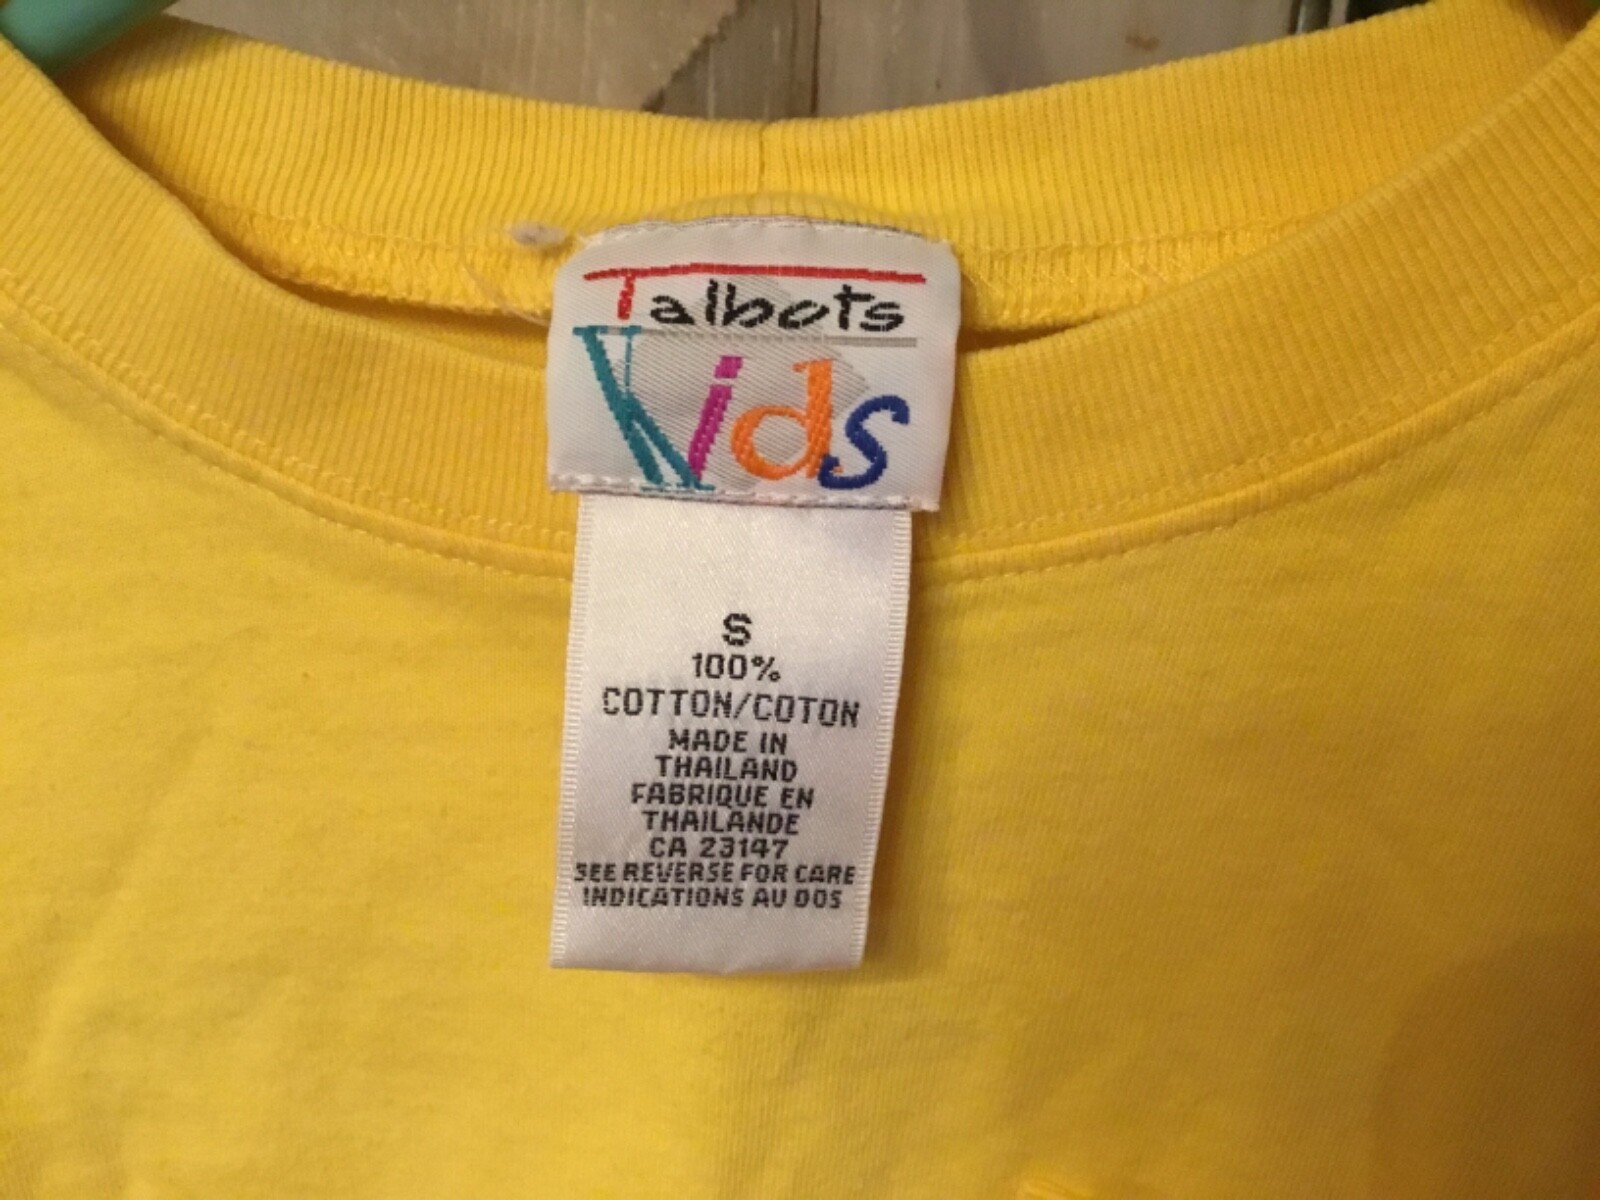 Talbots
Kids
S
100%
COTTON/COTON
MADE IN
THAILAND
FABRIQUE EN
THAILANDE
CA 23147
SEE REVERSE FOR CARE
INDICATIONS AU DOS